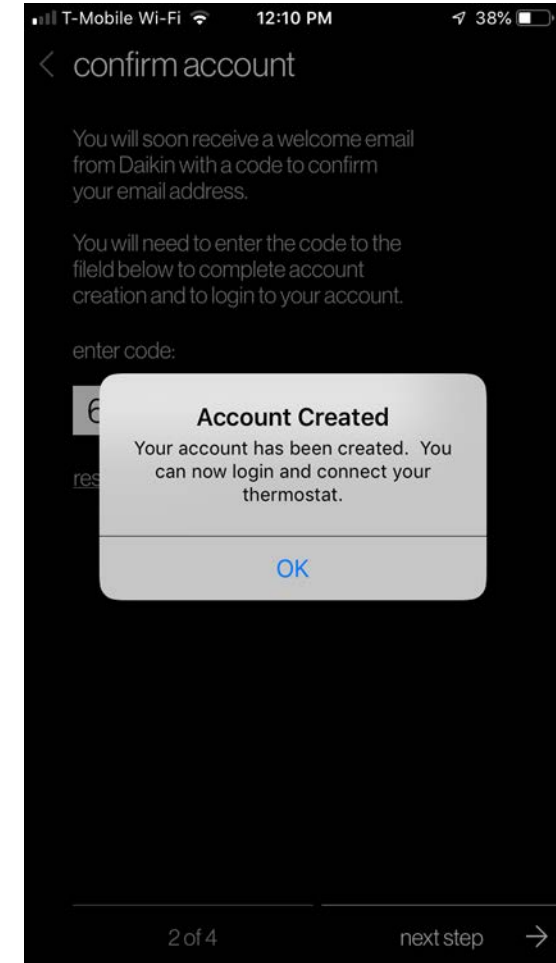 T-Mobile Wi-Fi 12:10 PM 38%
confirm account
You will soon receive a welcome email
from Daikin with a code to confirm
your email address.
You will need to enter the code to the
fileld below to complete account
creation and to login to your account.
enter code:
6
res
Account Created
Your account has been created. You
can now login and connect your
thermostat.
OK
2 of 4 next step